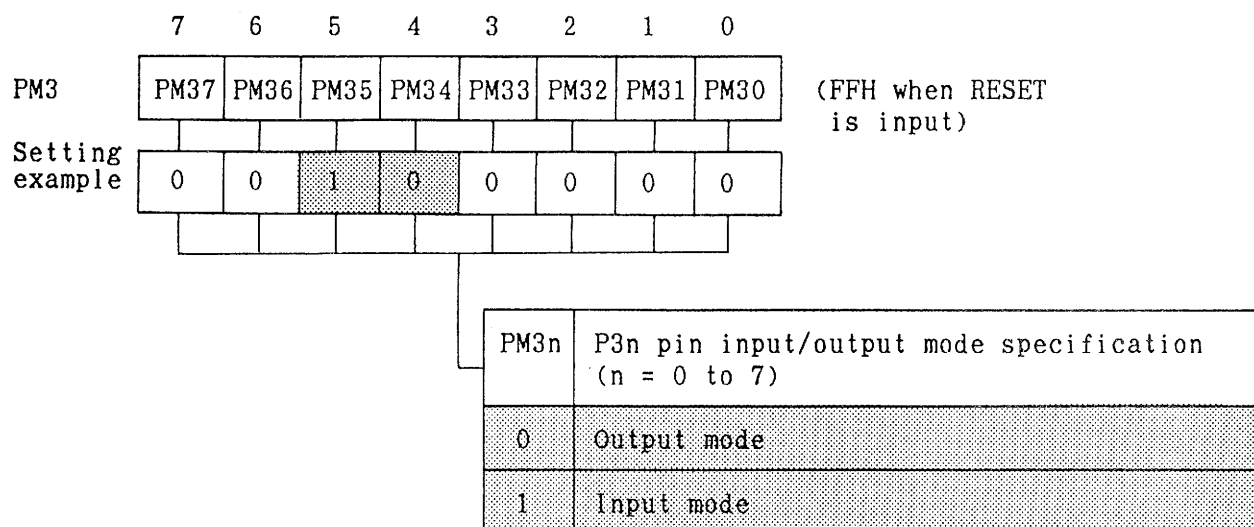 7 6 5 4 3 2 1 0
PM3 PM37 PM36 PM35 PM34 PM33 PM32 PM31 PM30 (FFH when RESET
is input)
Setting
example 0 0 1 0 0 0 0 0
PM3n P3n pin input/output mode specification
(n = 0 to 7)
0 Output mode
1 Input mode